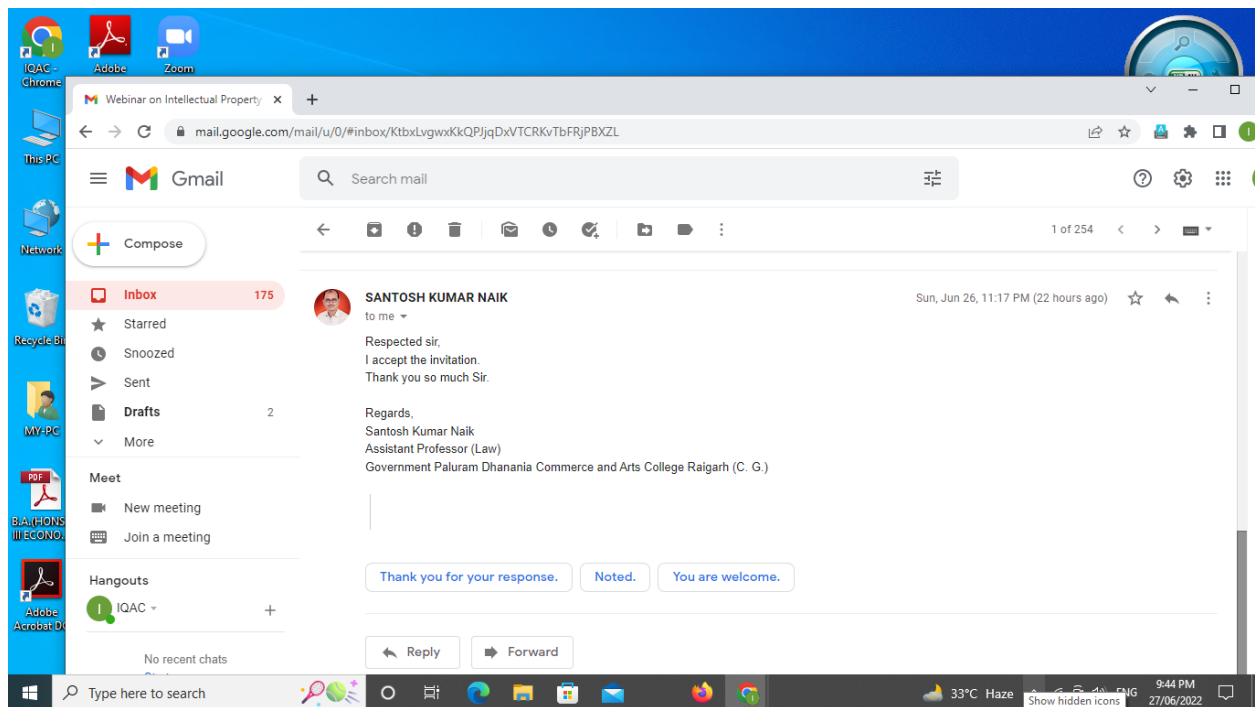 IQAC -
Chrome
Adobe
Zoom
This PC
Network
Recycle Bi
MY-PC
PDF
B.A.(HONS
III ECONO.
Adobe
Acrobat D
Webinar on Intellectual Property
mail.google.com/mail/u/0/#inbox/KtbxLvgwxKkQPJjqDxVTCRKvTbFRjPBXZL
Gmail
Search mail
Compose
1 of 254
Inbox 175
Starred
Snoozed
Sent
Drafts 2
More
Meet
New meeting
Join a meeting
Hangouts
I IQAC
No recent chats
SANTOSH KUMAR NAIK
Sun, Jun 26, 11:17 PM (22 hours ago)
to me
Respected sir,
I accept the invitation.
Thank you so much Sir.
Regards,
Santosh Kumar Naik
Assistant Professor (Law)
Government Paluram Dhanania Commerce and Arts College Raigarh (C. G.)
Thank you for your response. Noted. You are welcome.
Reply Forward
Type here to search
33°C Haze
ENG
9:44 PM
27/06/2022
Show hidden icons